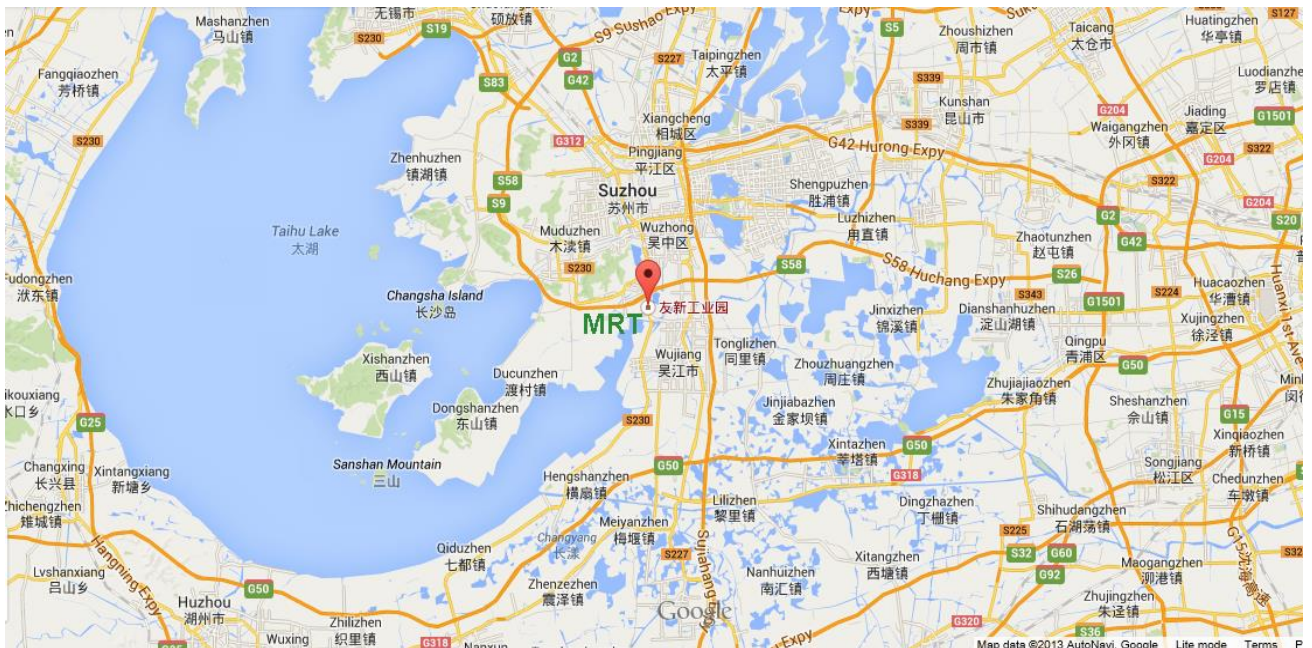 Mashanzhen
马山镇
无锡市
硕放镇
S230
S19
S9 Sushao Expy
G2
G42
S227
Taipingzhen
太平镇
Expy
S5
Zhoushizhen
周市镇
Taicang
太仓市
Huatingzhen
华亭镇
S127
Fangqiaozhen
芳桥镇
S83
S339
Kunshan
昆山市
Luodianzhen
罗店镇
S230
Xiangcheng
相城区
S339
G204
Jiading
嘉定区
G1501
G312
Pingjiang
平江区
G42 Hurong Expy
Waigangzhen
外冈镇
S322
G204
Zhenhuzhen
镇湖镇
S58
Suzhou
苏州市
Shengpuzhen
胜浦镇
S322
S9
G204
Taihu Lake
太湖
Muduzhen
木渎镇
Wuzhong
吴中区
Luzhizhen
甪直镇
G2
S20
G42
Zhaotunzhen
赵屯镇
S230
S58
S58 Huchang Expy
S26
Fudongzhen
洑东镇
Changsha Island
长沙岛
友新工业园
MRT
Jinxizhen
锦溪镇
S343
Dianshanhuzhen
淀山湖镇
G1501
S224
Huacaozhen
华漕镇
Xujingzhen
徐泾镇
Xishanzhen
西山镇
Wujiang
吴江市
Tonglizhen
同里镇
Zhouzhuangzhen
周庄镇
Qingpu
青浦区
G50
Ducunzhen
渡村镇
Zhujiajiaozhen
朱家角镇
Dongshanzhen
东山镇
Jinjiabazhen
金家坝镇
Sheshanzhen
佘山镇
G25
S230
G15
Xintazhen
莘塔镇
G50
Xinqiaozhen
新桥镇
Changxing
长兴县
Xintangxiang
新塘乡
Sanshan Mountain
三山
Hengshanzhen
横扇镇
G50
G318
Songjiang
松江区
Chedunzhen
车墩镇
Lilizhen
黎里镇
Dingzhazhen
丁栅镇
Shihudangzhen
石湖荡镇
Meiyanzhen
梅堰镇
Changyang
长漾
S225
Hangning Expy
Qiduzhen
七都镇
S227
Sujiahang
Xitangzhen
西塘镇
S32
G60
G92
G15沈海高速
Maogangzhen
泖港镇
Lvshanxiang
吕山乡
G50
Zhenzezhen
震泽镇
Nanhuizhen
南汇镇
Huzhou
湖州市
Zhilizhen
织里镇
Google
Zhujingzhen
朱泾镇
Wuxing
G318
Expy
G320
S36
Map data ©2013 AutoNavi, Google
Lite mode
Terms